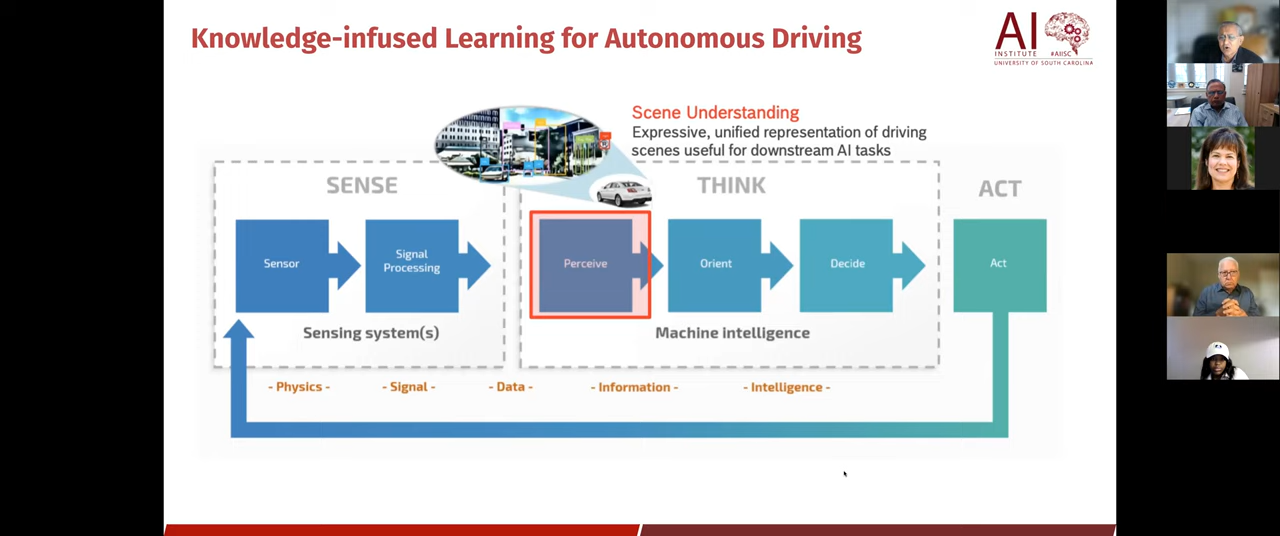 Knowledge-infused Learning for Autonomous Driving
AI
INSTITUTE
#AIISC
UNIVERSITY OF SOUTH CAROLINA
Scene Understanding
Expressive, unified representation of driving
scenes useful for downstream AI tasks
SENSE
THINK
ACT
Sensor
Signal
Processing
Perceive
Orient
Decide
Act
Sensing system(s)
Machine intelligence
- Physics -
- Signal -
- Data -
- Information -
- Intelligence -